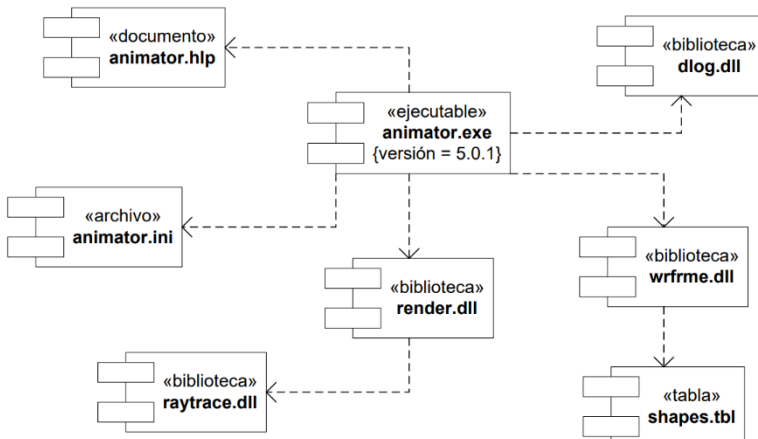 «documento»
animator.hlp
«biblioteca»
dlog.dll
«ejecutable»
animator.exe
{versión = 5.0.1}
«archivo»
animator.ini
«biblioteca»
render.dll
«biblioteca»
wrfrme.dll
«biblioteca»
raytrace.dll
«tabla»
shapes.tbl